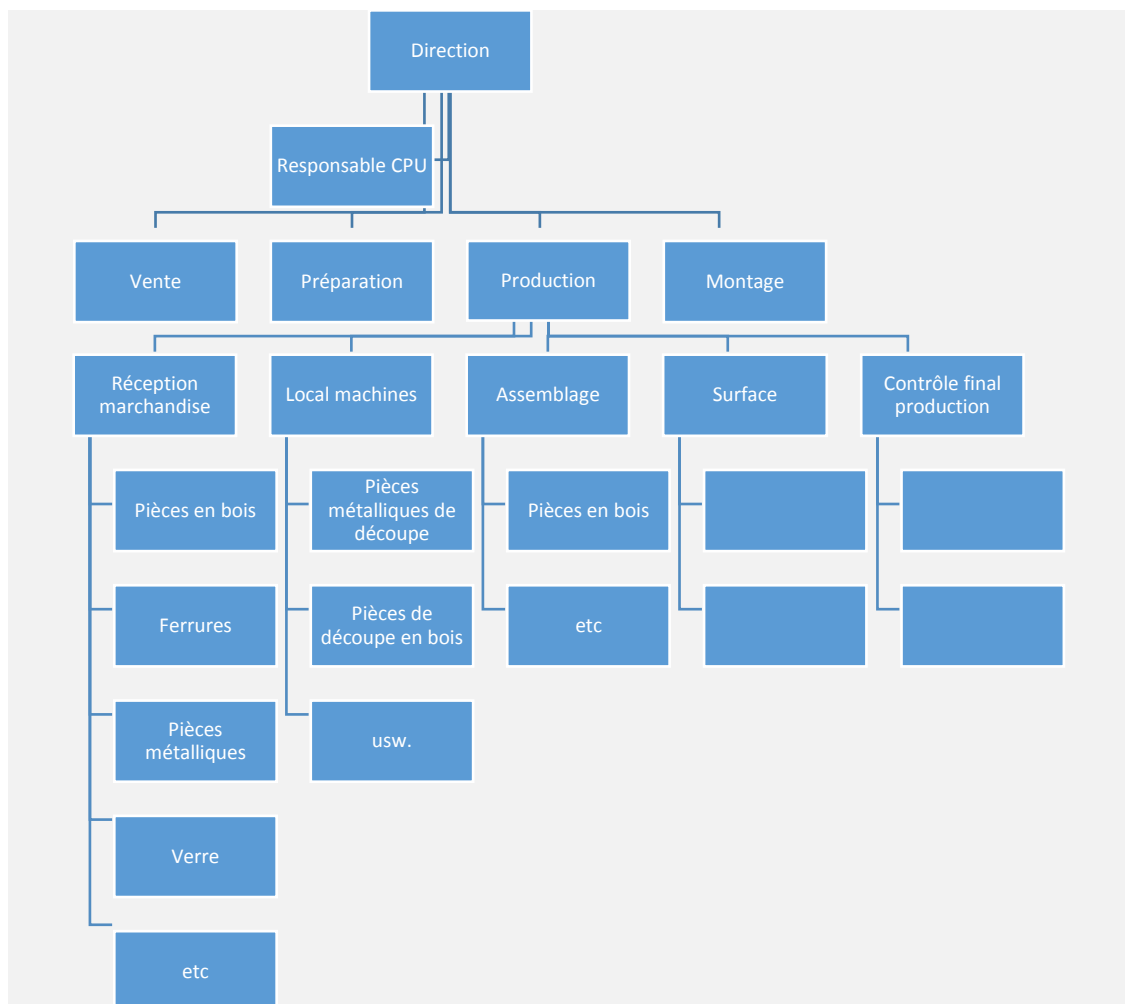 Direction
Responsable CPU
Vente
Préparation
Production
Montage
Réception
marchandise
Local machines
Assemblage
Surface
Contrôle final
production
Pièces en bois
Pièces
métalliques de
découpe
Pièces en bois
Ferrures
Pièces de
découpe en bois
etc
Pièces
métalliques
usw.
Verre
etc